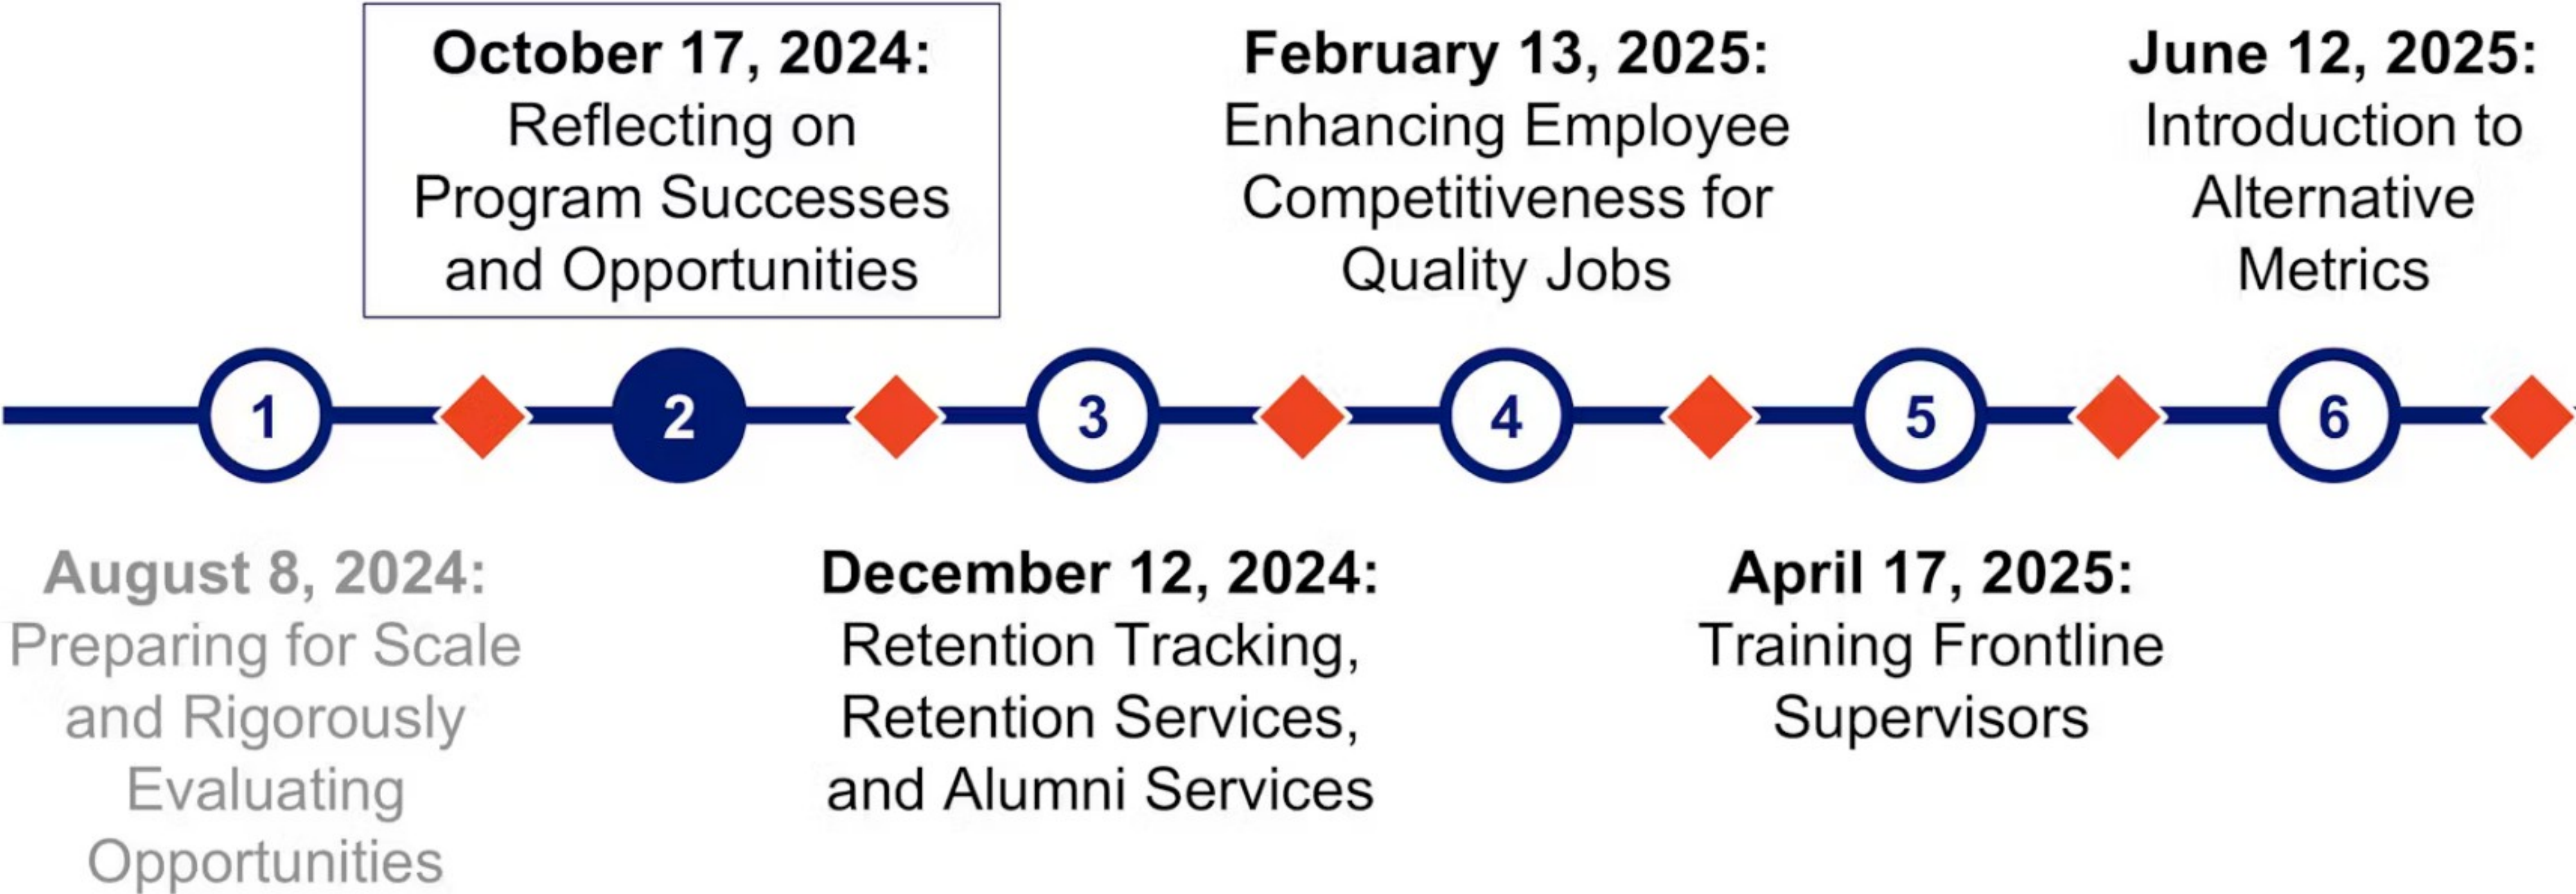 October 17, 2024:
Reflecting on
Program Successes
and Opportunities
February 13, 2025:
Enhancing Employee
Competitiveness for
Quality Jobs
June 12, 2025:
Introduction to
Alternative
Metrics
1
2
3
4
5
6
August 8, 2024:
Preparing for Scale
and Rigorously
Evaluating
Opportunities
December 12, 2024:
Retention Tracking,
Retention Services,
and Alumni Services
April 17, 2025:
Training Frontline
Supervisors